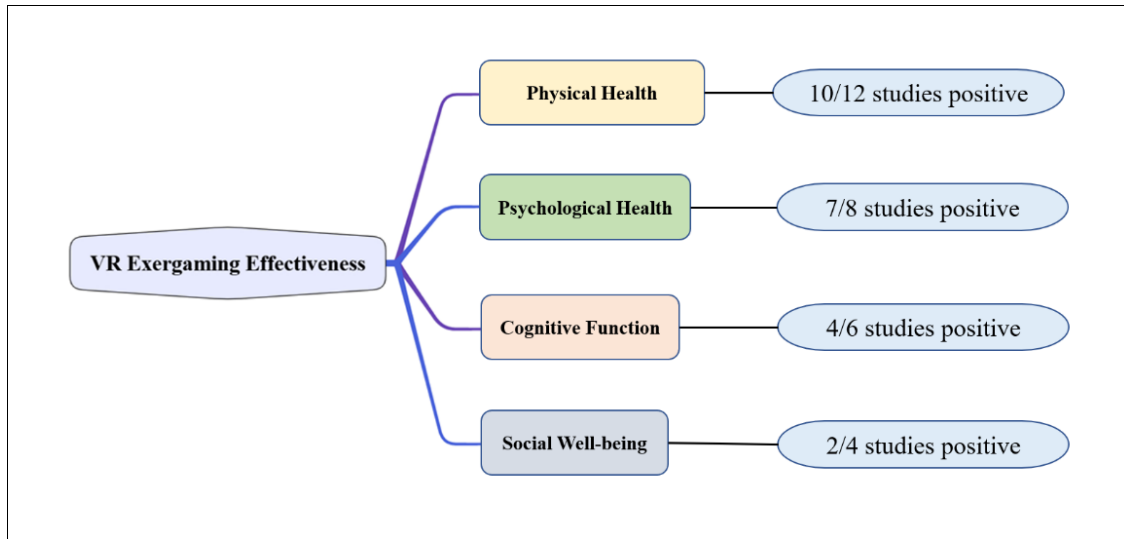 VR Exergaming Effectiveness
Physical Health
10/12 studies positive
Psychological Health
7/8 studies positive
Cognitive Function
4/6 studies positive
Social Well-being
2/4 studies positive